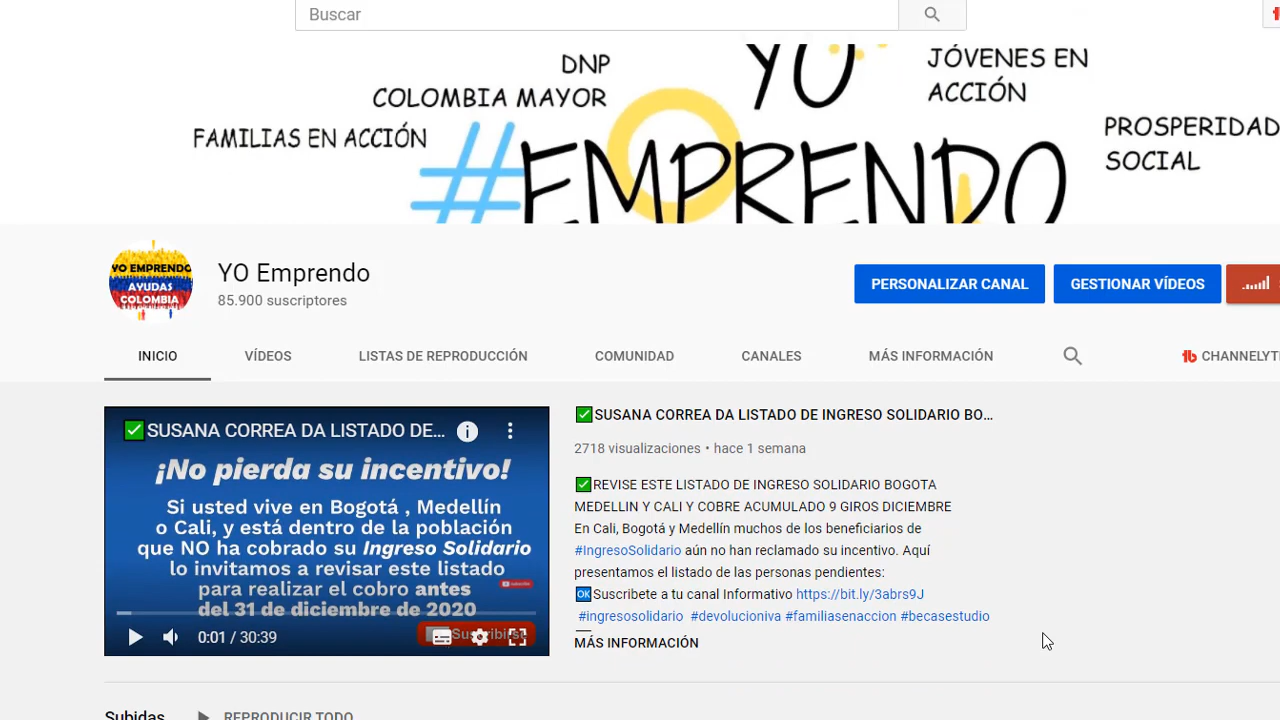 Buscar
DNP
YO
JÓVENES EN
ACCIÓN
COLOMBIA MAYOR
FAMILIAS EN ACCIÓN
#EMPRENDO
PROSPERIDAD
SOCIAL
YO EMPRENDO
AYUDAS
COLOMBIA
YO Emprendo
85.900 suscriptores
PERSONALIZAR CANAL
GESTIONAR VÍDEOS
INICIO
VÍDEOS
LISTAS DE REPRODUCCIÓN
COMUNIDAD
CANALES
MÁS INFORMACIÓN
✅SUSANA CORREA DA LISTADO DE...
¡No pierda su incentivo!
Si usted vive en Bogotá , Medellín
o Cali, y está dentro de la población
que NO ha cobrado su Ingreso Solidario
lo invitamos a revisar este listado
para realizar el cobro antes
del 31 de diciembre de 2020
0:01 / 30:39
✅SUSANA CORREA DA LISTADO DE INGRESO SOLIDARIO BO...
2718 visualizaciones • hace 1 semana
✅REVISE ESTE LISTADO DE INGRESO SOLIDARIO BOGOTA
MEDELLIN Y CALI Y COBRE ACUMULADO 9 GIROS DICIEMBRE
En Cali, Bogotá y Medellín muchos de los beneficiarios de
#IngresoSolidario aún no han reclamado su incentivo. Aquí
presentamos el listado de las personas pendientes:
🆗Suscribete a tu canal Informativo https://bit.ly/3abrs9J
#ingresosolidario #devolucioniva #familiasenaccion #becasestudio
MÁS INFORMACIÓN
Subidas
REPRODUCIR TODO